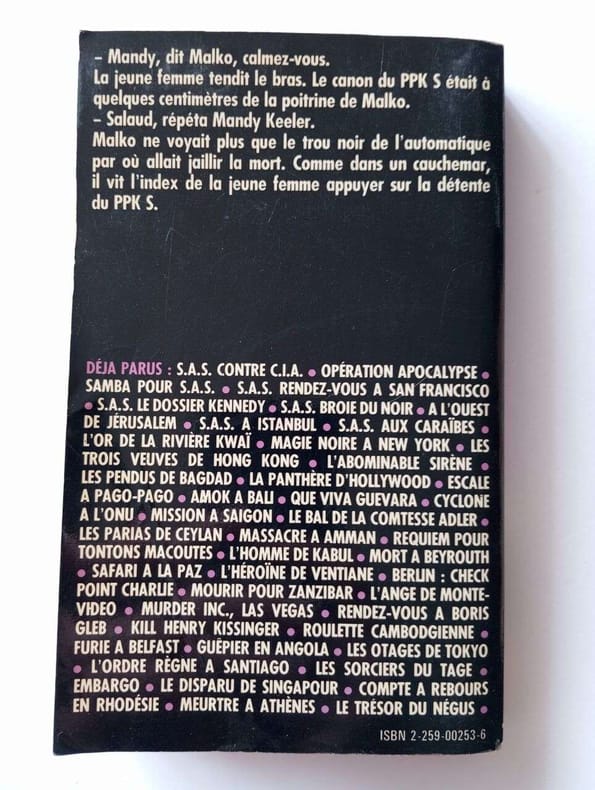 – Mandy, dit Malko, calmez-vous.
La jeune femme tendit le bras. Le canon du PPK S était à
quelques centimètres de la poitrine de Malko.
– Salaud, répéta Mandy Keeler.
Malko ne voyait plus que le trou noir de l'automatique
par où allait jaillir la mort. Comme dans un cauchemar,
il vit l'index de la jeune femme appuyer sur la détente
du PPK S.
DÉJA PARUS : S.A.S. CONTRE C.I.A. • OPÉRATION APOCALYPSE •
SAMBA POUR S.A.S. • S.A.S. RENDEZ-VOUS A SAN FRANCISCO
• S.A.S. LE DOSSIER KENNEDY • S.A.S. BROIE DU NOIR • A L'OUEST
DE JÉRUSALEM • S.A.S. A ISTANBUL • S.A.S. AUX CARAÏBES •
L'OR DE LA RIVIÈRE KWAÏ • MAGIE NOIRE A NEW YORK • LES
TROIS VEUVES DE HONG KONG • L'ABOMINABLE SIRÈNE •
LES PENDUS DE BAGDAD • LA PANTHÈRE D'HOLLYWOOD • ESCALE
A PAGO-PAGO • AMOK A BALI • QUE VIVA GUEVARA • CYCLONE
A L'ONU • MISSION A SAIGON • LE BAL DE LA COMTESSE ADLER •
LES PARIAS DE CEYLAN • MASSACRE A AMMAN • REQUIEM POUR
TONTONS MACOUTES • L'HOMME DE KABUL • MORT A BEYROUTH
• SAFARI A LA PAZ • L'HÉROÏNE DE VENTIANE • BERLIN : CHECK
POINT CHARLIE • MOURIR POUR ZANZIBAR • L'ANGE DE MONTE-
VIDEO • MURDER INC., LAS VEGAS • RENDEZ-VOUS A BORIS
GLEB • KILL HENRY KISSINGER • ROULETTE CAMBODGIENNE •
FURIE A BELFAST • GUÊPIER EN ANGOLA • LES OTAGES DE TOKYO
• L'ORDRE RÈGNE A SANTIAGO • LES SORCIERS DU TAGE •
EMBARGO • LE DISPARU DE SINGAPOUR • COMPTE A REBOURS
EN RHODÉSIE • MEURTRE A ATHÈNES • LE TRÉSOR DU NÉGUS •
ISBN 2-259-00253-6